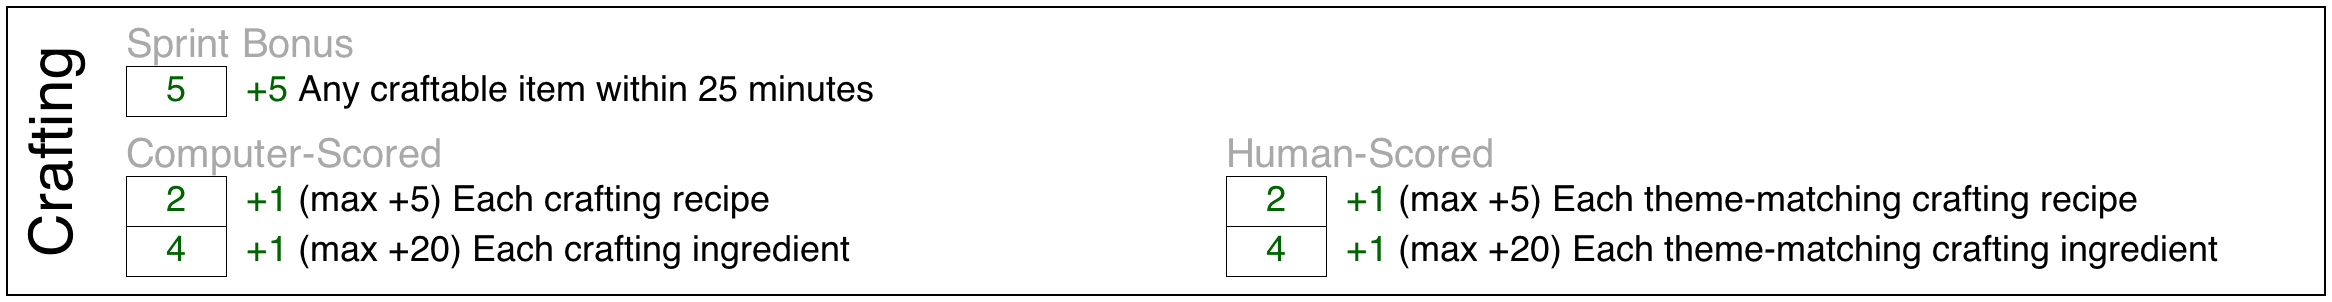 Crafting
Sprint Bonus
5 +5 Any craftable item within 25 minutes
Computer-Scored
2 +1 (max +5) Each crafting recipe
4 +1 (max +20) Each crafting ingredient
Human-Scored
2 +1 (max +5) Each theme-matching crafting recipe
4 +1 (max +20) Each theme-matching crafting ingredient